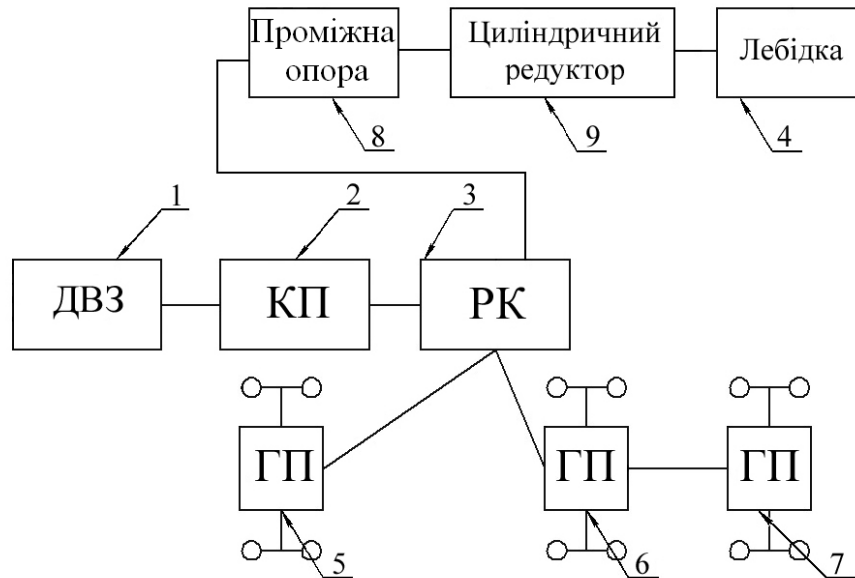 Проміжна
опора
Циліндричний
редуктор
Лебідка
8
9
4
1
2
3
ДВЗ
КП
РК
ГП
ГП
ГП
5
6
7